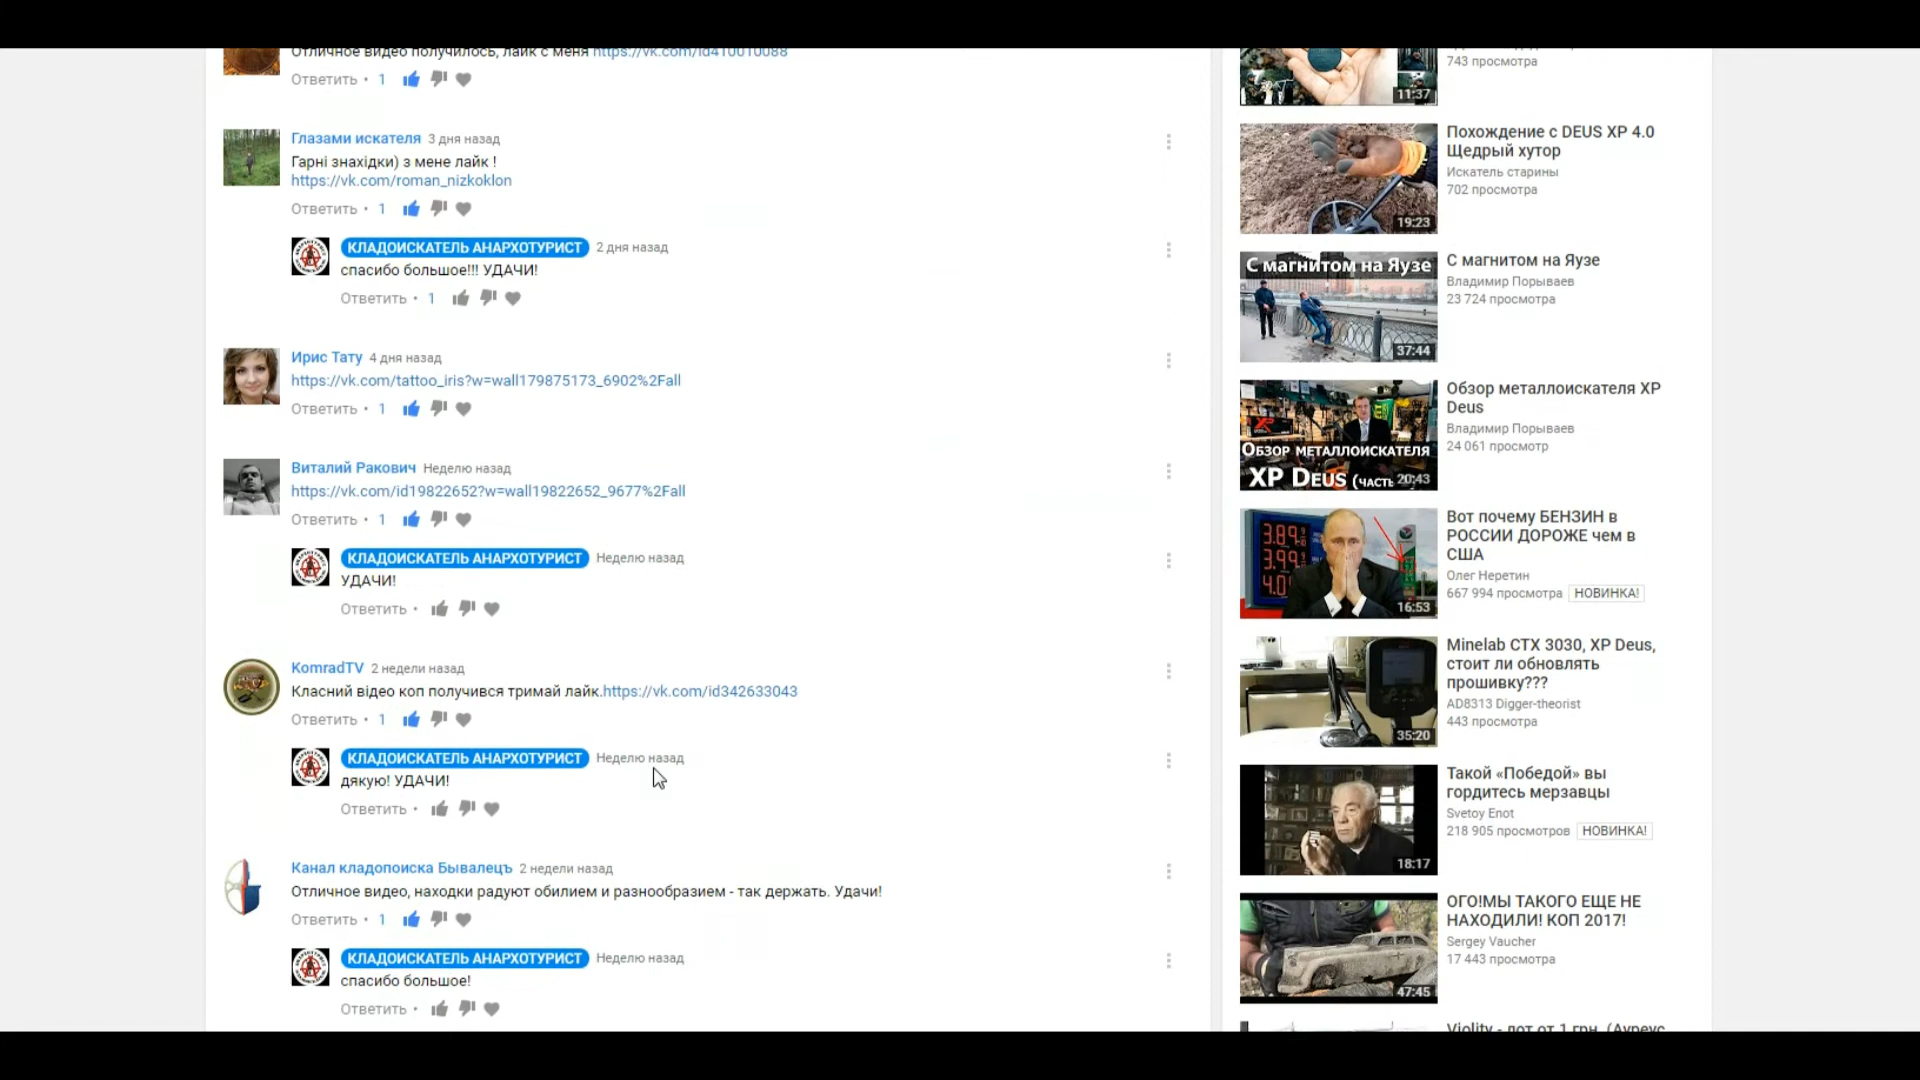 Отличное видео получилось, лайк с меня https://vk.com/id410010088
Ответить • 1
Глазами искателя 3 дня назад
Гарні знахідки) з мене лайк !
https://vk.com/roman_nizkoklon
Ответить • 1
КЛАДОИСКАТЕЛЬ АНАРХОТУРИСТ 2 дня назад
спасибо большое!!! УДАЧИ!
Ответить • 1
Ирис Тату 4 дня назад
https://vk.com/tattoo_iris?w=wall179875173_6902%2Fall
Ответить • 1
Виталий Ракович Неделю назад
https://vk.com/id19822652?w=wall19822652_9677%2Fall
Ответить • 1
КЛАДОИСКАТЕЛЬ АНАРХОТУРИСТ Неделю назад
УДАЧИ!
Ответить •
KomradTV 2 недели назад
Класний відео коп получився тримай лайк.https://vk.com/id342633043
Ответить • 1
КЛАДОИСКАТЕЛЬ АНАРХОТУРИСТ Неделю назад
дякую! УДАЧИ!
Ответить •
Канал кладопоиска Бывалецъ 2 недели назад
Отличное видео, находки радуют обилием и разнообразием - так держать. Удачи!
Ответить • 1
КЛАДОИСКАТЕЛЬ АНАРХОТУРИСТ Неделю назад
спасибо большое!
Ответить •
743 просмотра
11:37
Похождение с DEUS XP 4.0
Щедрый хутор
Искатель старины
702 просмотра
19:23
С магнитом на Яузе
37:44
С магнитом на Яузе
Владимир Порываев
23 724 просмотра
Обзор металлоискателя
XP Deus (часть
20:43
Обзор металлоискателя XP
Deus
Владимир Порываев
24 061 просмотр
3.89
3.99
4.0
16:53
Вот почему БЕНЗИН в
РОССИИ ДОРОЖЕ чем в
США
Олег Неретин
667 994 просмотра НОВИНКА!
35:20
Minelab CTX 3030, XP Deus,
стоит ли обновлять
прошивку???
AD8313 Digger-theorist
443 просмотра
18:17
Такой «Победой» вы
гордитесь мерзавцы
Svetoy Enot
218 905 просмотров НОВИНКА!
47:45
ОГО!МЫ ТАКОГО ЕЩЕ НЕ
НАХОДИЛИ! КОП 2017!
Sergey Vaucher
17 443 просмотра
Violity - лот от 1 грн. (Ауреус